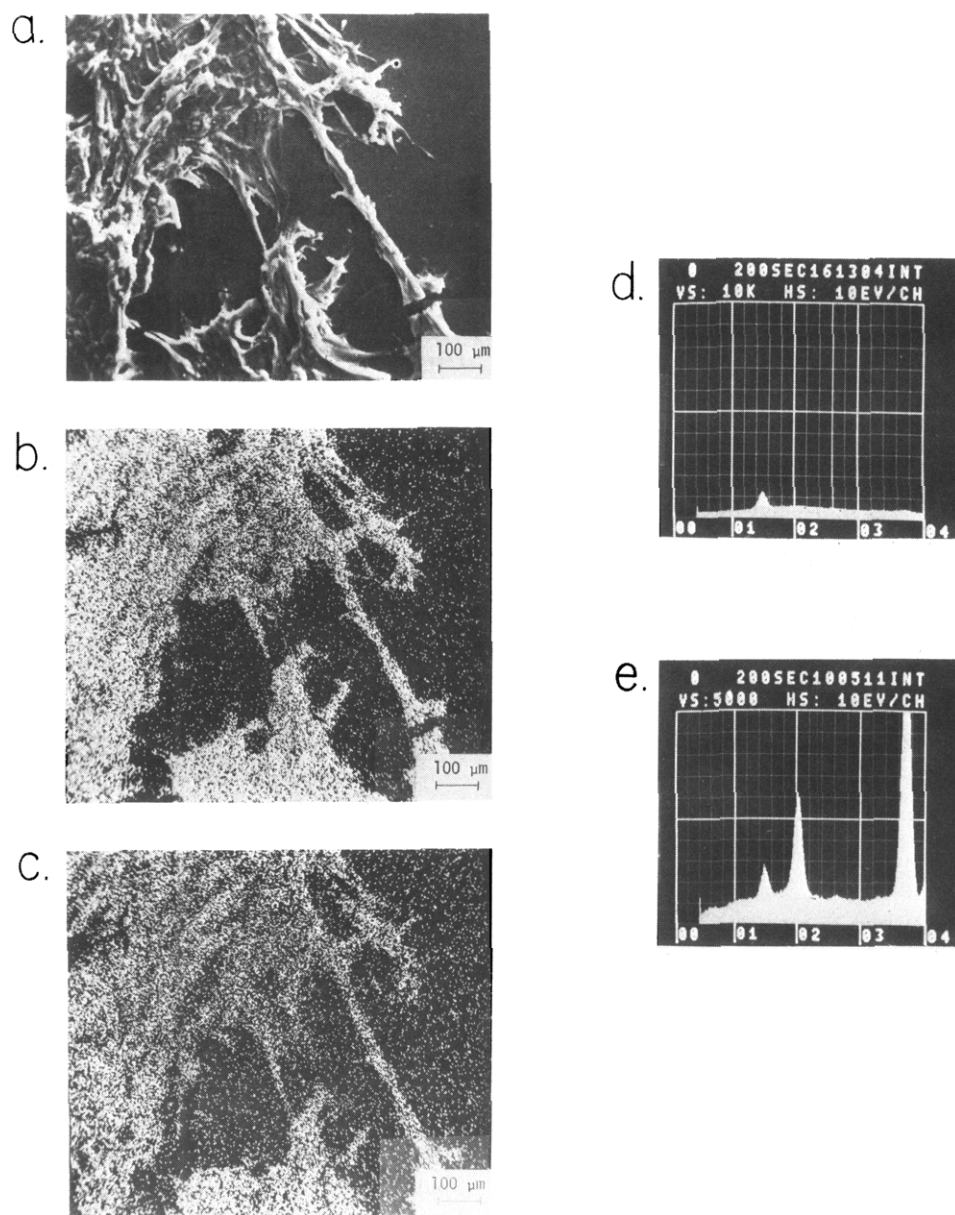 a.
100 μm
b.
100 μm
c.
100 μm
d.
0 200SEC161304INT
VS: 10K HS: 10EV/CH
00 01 02 03 04
e.
0 200SEC100511INT
VS:5000 HS: 10EV/CH
00 01 02 03 04